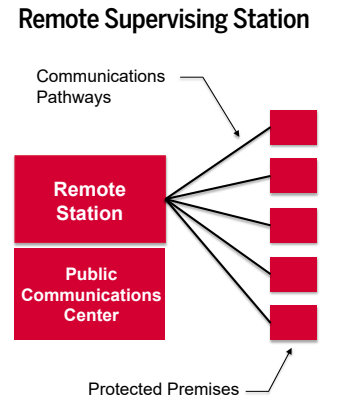 Remote Supervising Station
Communications
Pathways
Remote
Station
Public
Communications
Center
Protected Premises